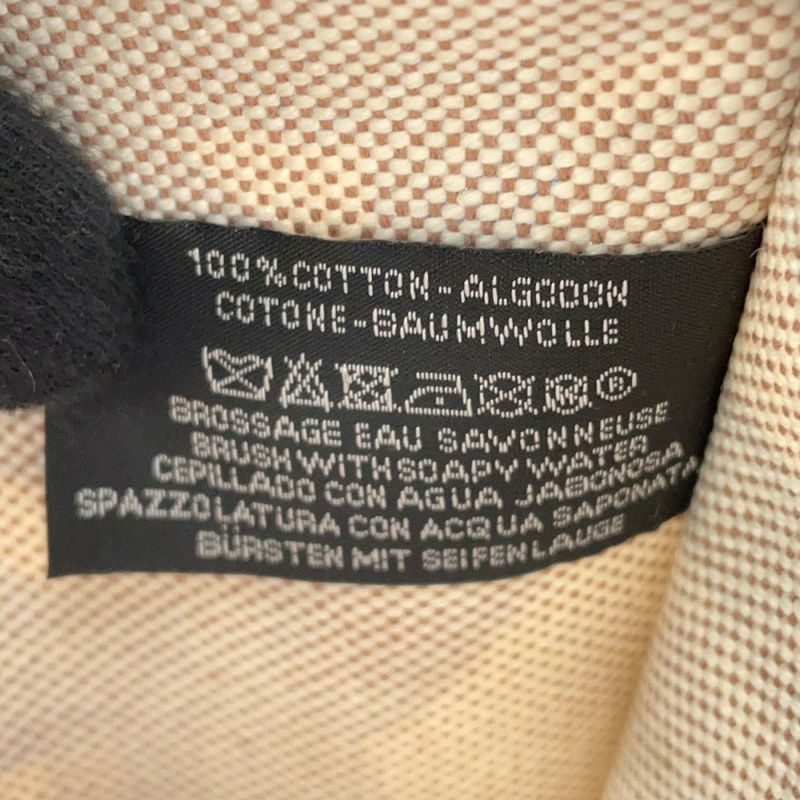 100% COTTON - ALGODON
COTONE - BAUMWOLLE
BROSSAGE EAU SAVONNEUSE
BRUSH WITH SOAPY WATER
CEPILLADO CON AGUA JABONOSA
SPAZZOLATURA CON ACQUA SAPONATA
BÜRSTEN MIT SEIFENLAUGE